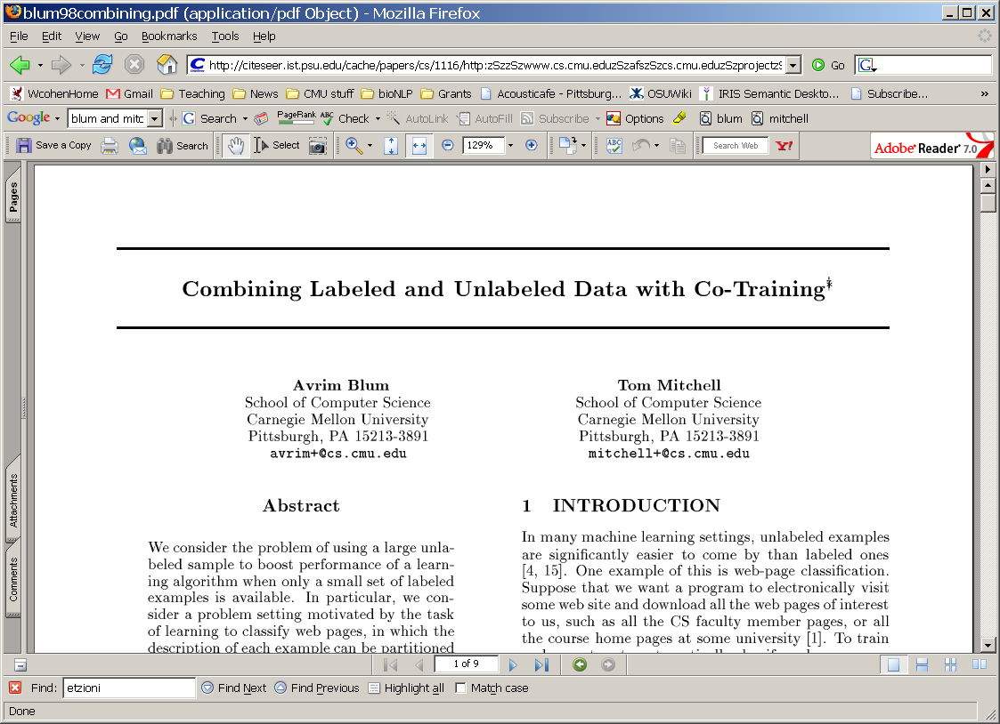 blum98combining.pdf (application/pdf Object) - Mozilla Firefox
File Edit View Go Bookmarks Tools Help
http://citeseer.ist.psu.edu/cache/papers/cs/1116/http:zSzzSzwww.cs.cmu.eduzSzafszSzcs.cmu.eduzSzprojectzS Go G
WcohenHome Gmail Teaching News CMU stuff bioNLP Grants Acousticafe - Pittsburg... OSUWiki IRIS Semantic Deskto... Subscribe... »
Google blum and mitc Search PageRank ABC Check AutoLink AutoFill Subscribe Options blum mitchell
Save a Copy Search Select 129% ABC Search Web Y! Adobe Reader 7.0
Pages
Combining Labeled and Unlabeled Data with Co-Training
Avrim Blum
School of Computer Science
Carnegie Mellon University
Pittsburgh, PA 15213-3891
avrim+@cs.cmu.edu
Tom Mitchell
School of Computer Science
Carnegie Mellon University
Pittsburgh, PA 15213-3891
mitchell+@cs.cmu.edu
Attachments
Comments
Abstract
We consider the problem of using a large unla-
beled sample to boost performance of a learn-
ing algorithm when only a small set of labeled
examples is available. In particular, we con-
sider a problem setting motivated by the task
of learning to classify web pages, in which the
description of each example can be partitioned
1 INTRODUCTION
In many machine learning settings, unlabeled examples
are significantly easier to come by than labeled ones
[4, 15]. One example of this is web-page classification.
Suppose that we want a program to electronically visit
some web site and download all the web pages of interest
to us, such as all the CS faculty member pages, or all
the course home pages at some university [1]. To train
1 of 9
Find: etzioni Find Next Find Previous Highlight all Match case
Done